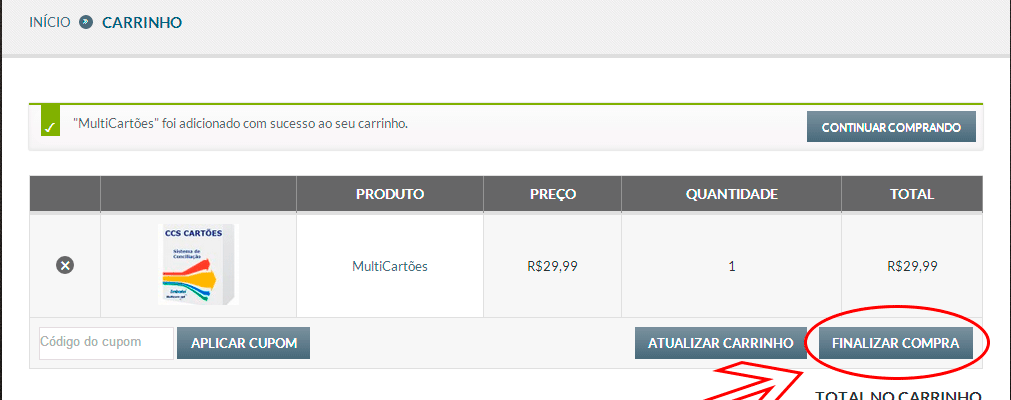 INÍCIO » CARRINHO
"MultiCartões" foi adicionado com sucesso ao seu carrinho.
CONTINUAR COMPRANDO
PRODUTO PREÇO QUANTIDADE TOTAL
CCS CARTÕES
Sistema de
Conciliação
MultiCartões R$29,99 1 R$29,99
Código do cupom APLICAR CUPOM ATUALIZAR CARRINHO FINALIZAR COMPRA
TOTAL NO CARRINHO